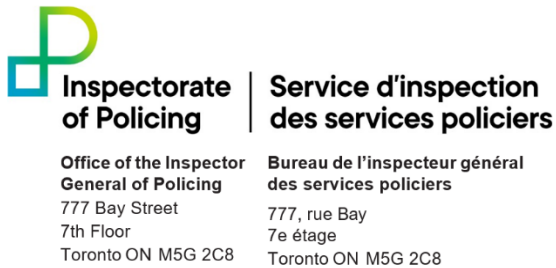 Inspectorate
of Policing
Service d'inspection
des services policiers
Office of the Inspector
General of Policing
777 Bay Street
7th Floor
Toronto ON M5G 2C8
Bureau de l'inspecteur général
des services policiers
777, rue Bay
7e étage
Toronto ON M5G 2C8